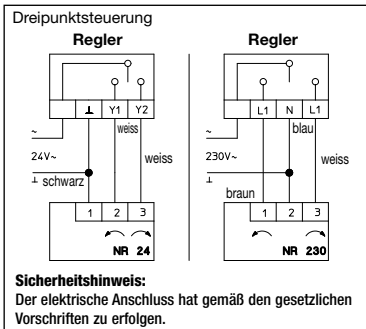 Dreipunktsteuerung
Regler
⊥ Y1 Y2
weiss
~
24V~
weiss
⊥ schwarz
1 2 3
NR 24
Regler
L1 N L1
blau
~
230V~
weiss
⊥
braun
1 2 3
NR 230
Sicherheitshinweis:
Der elektrische Anschluss hat gemäß den gesetzlichen
Vorschriften zu erfolgen.